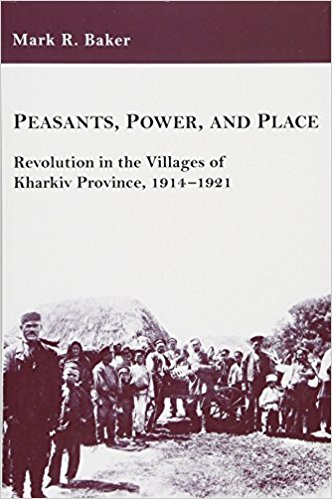 Mark R. Baker
PEASANTS, POWER, AND PLACE
Revolution in the Villages of
Kharkiv Province, 1914–1921